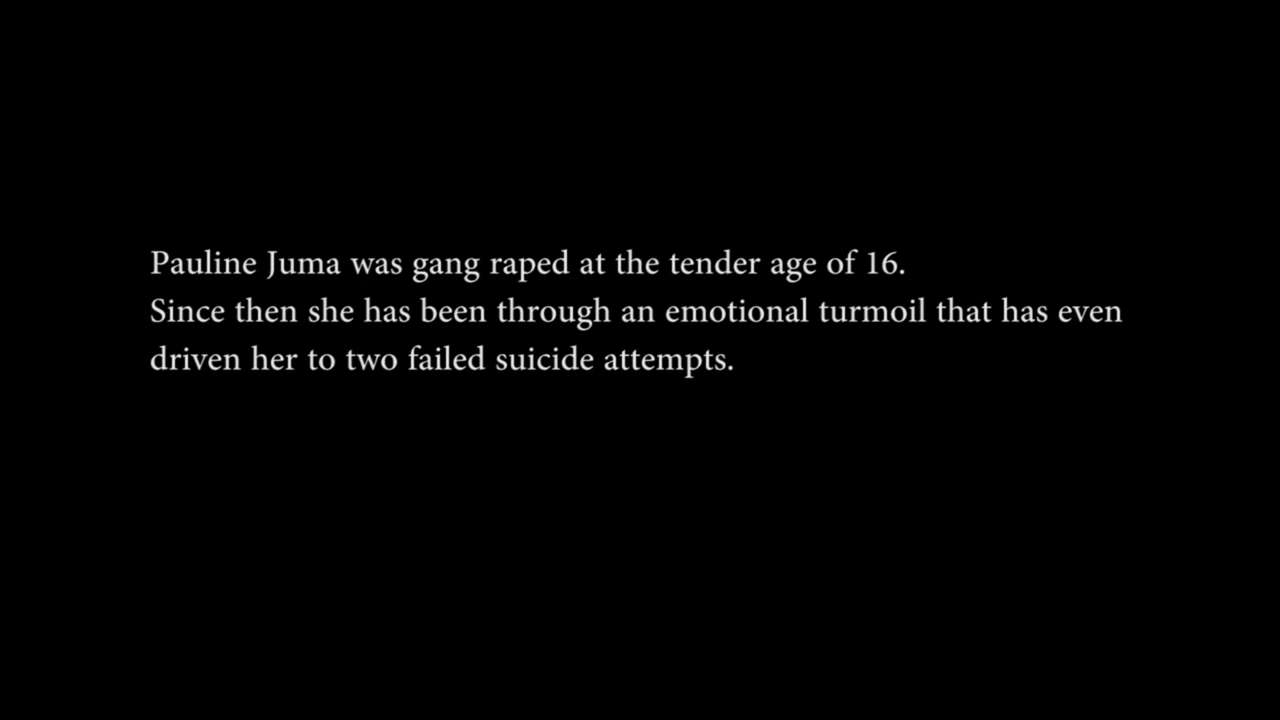 Pauline Juma was gang raped at the tender age of 16.
Since then she has been through an emotional turmoil that has even
driven her to two failed suicide attempts.